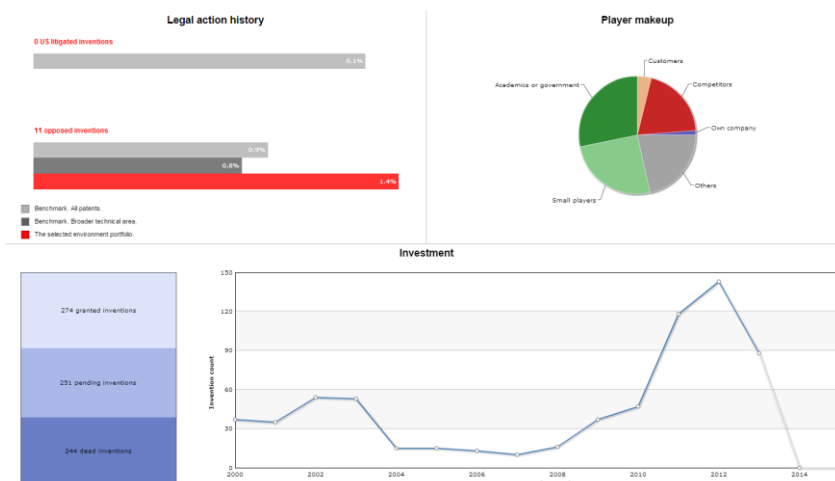 Legal action history
0 US litigated inventions
0.1%
11 opposed inventions
0.9%
0.8%
1.4%
Benchmark. All patents.
Benchmark. Broader technical area.
The selected environment portfolio.
Player makeup
Customers
Academics or government
Competitors
Own company
Others
Small players
Investment
274 granted inventions
251 pending inventions
244 dead inventions
Invention count
150
120
90
60
30
0
2000
2002
2004
2006
2008
2010
2012
2014